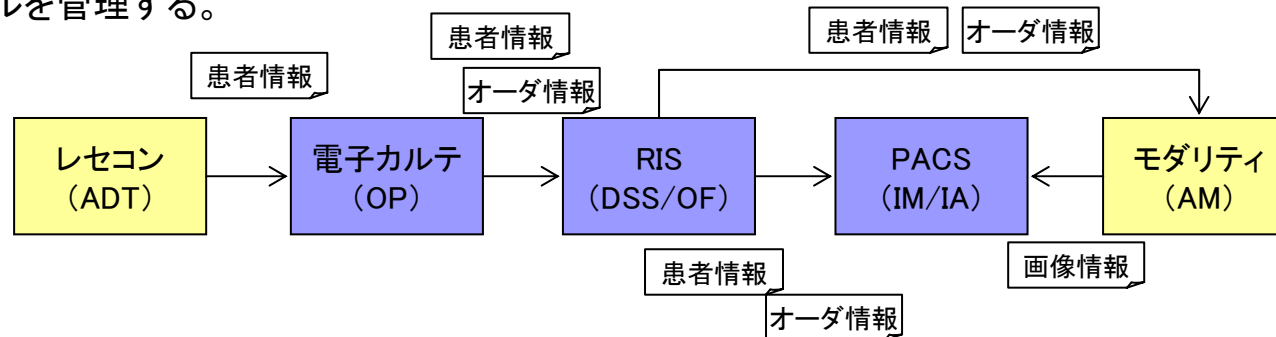 ルを管理する。
患者情報
患者情報
オーダ情報
患者情報
オーダ情報
レセコン
（ADT）
電子カルテ
（OP）
RIS
（DSS/OF）
PACS
（IM/IA）
モダリティ
（AM）
患者情報
オーダ情報
画像情報